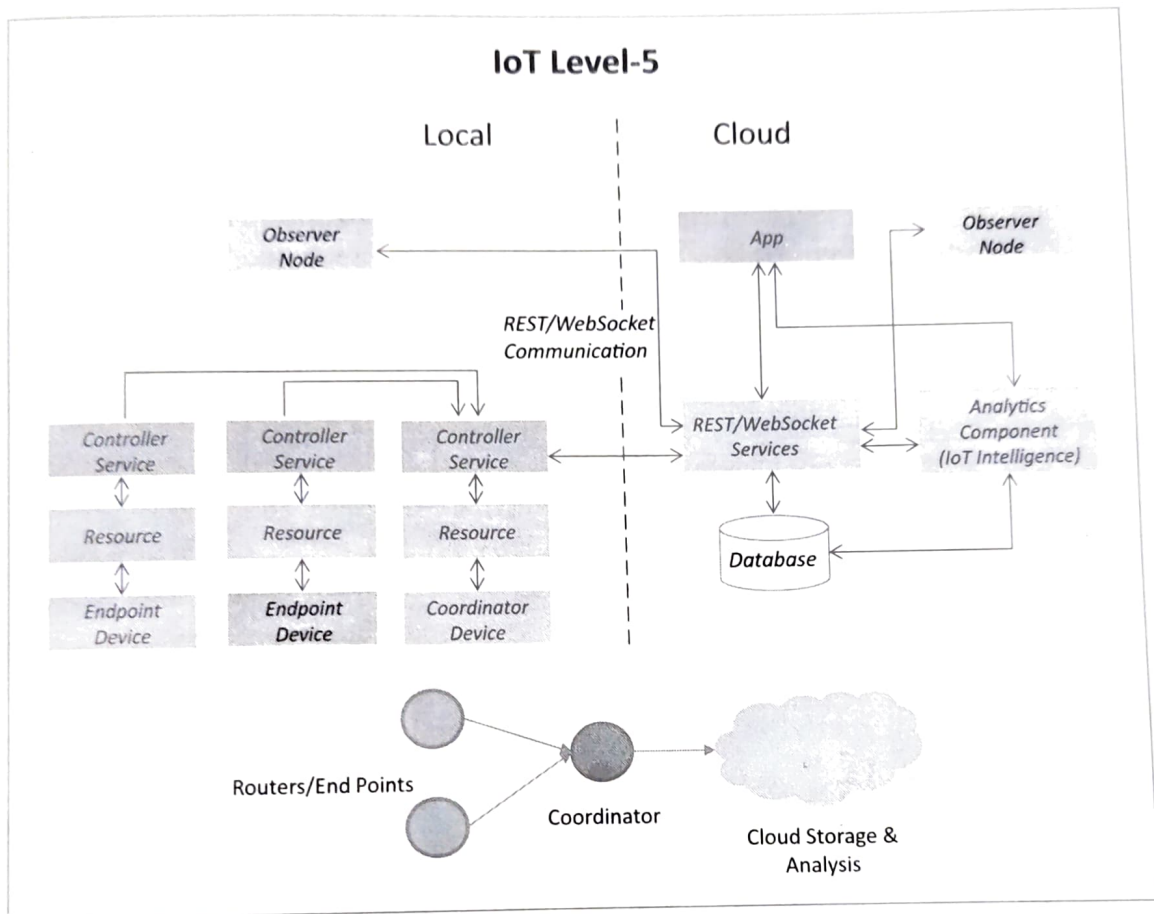 IoT Level-5
Local
Cloud
Observer
Node
App
Observer
Node
REST/WebSocket
Communication
Controller
Service
Controller
Service
Controller
Service
REST/WebSocket
Services
Analytics
Component
(IoT Intelligence)
Resource
Resource
Resource
Database
Endpoint
Device
Endpoint
Device
Coordinator
Device
Routers/End Points
Coordinator
Cloud Storage &
Analysis